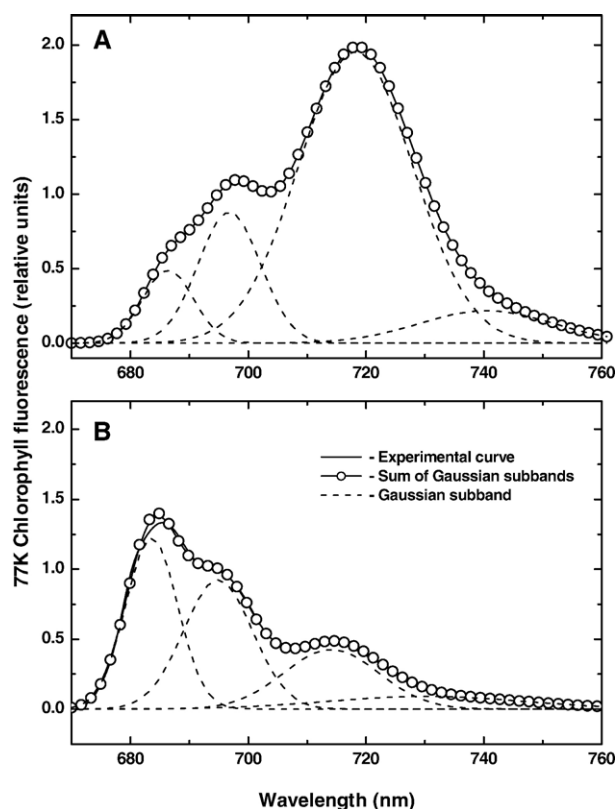 77K Chlorophyll fluorescence (relative units)
A
2.0
1.5
1.0
0.5
0.0
680 700 720 740 760
B
2.0
1.5
1.0
0.5
0.0
- Experimental curve
- Sum of Gaussian subbands
- Gaussian subband
680 700 720 740 760
Wavelength (nm)